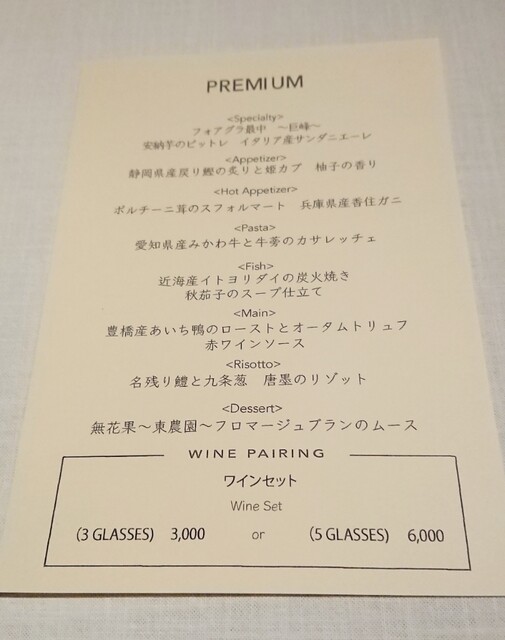 PREMIUM
<Specialty>
フォアグラ最中　～巨峰～
安納芋のビットレ　イタリア産サンダニエーレ
<Appetizer>
静岡県産戻り鰹の炙りと姫カブ　柚子の香り
<Hot Appetizer>
ポルチーニ茸のスフォルマート　兵庫県産香住ガニ
<Pasta>
愛知県産みかわ牛と牛蒡のカサレッチェ
<Fish>
近海産イトヨリダイの炭火焼き
秋茄子のスープ仕立て
<Main>
豊橋産あいち鴨のローストとオータムトリュフ
赤ワインソース
<Risotto>
名残り鱧と九条葱　唐墨のリゾット
<Dessert>
無花果～東農園～フロマージュブランのムース
WINE PAIRING
ワインセット
Wine Set
(3 GLASSES)　3,000　or　(5 GLASSES)　6,000